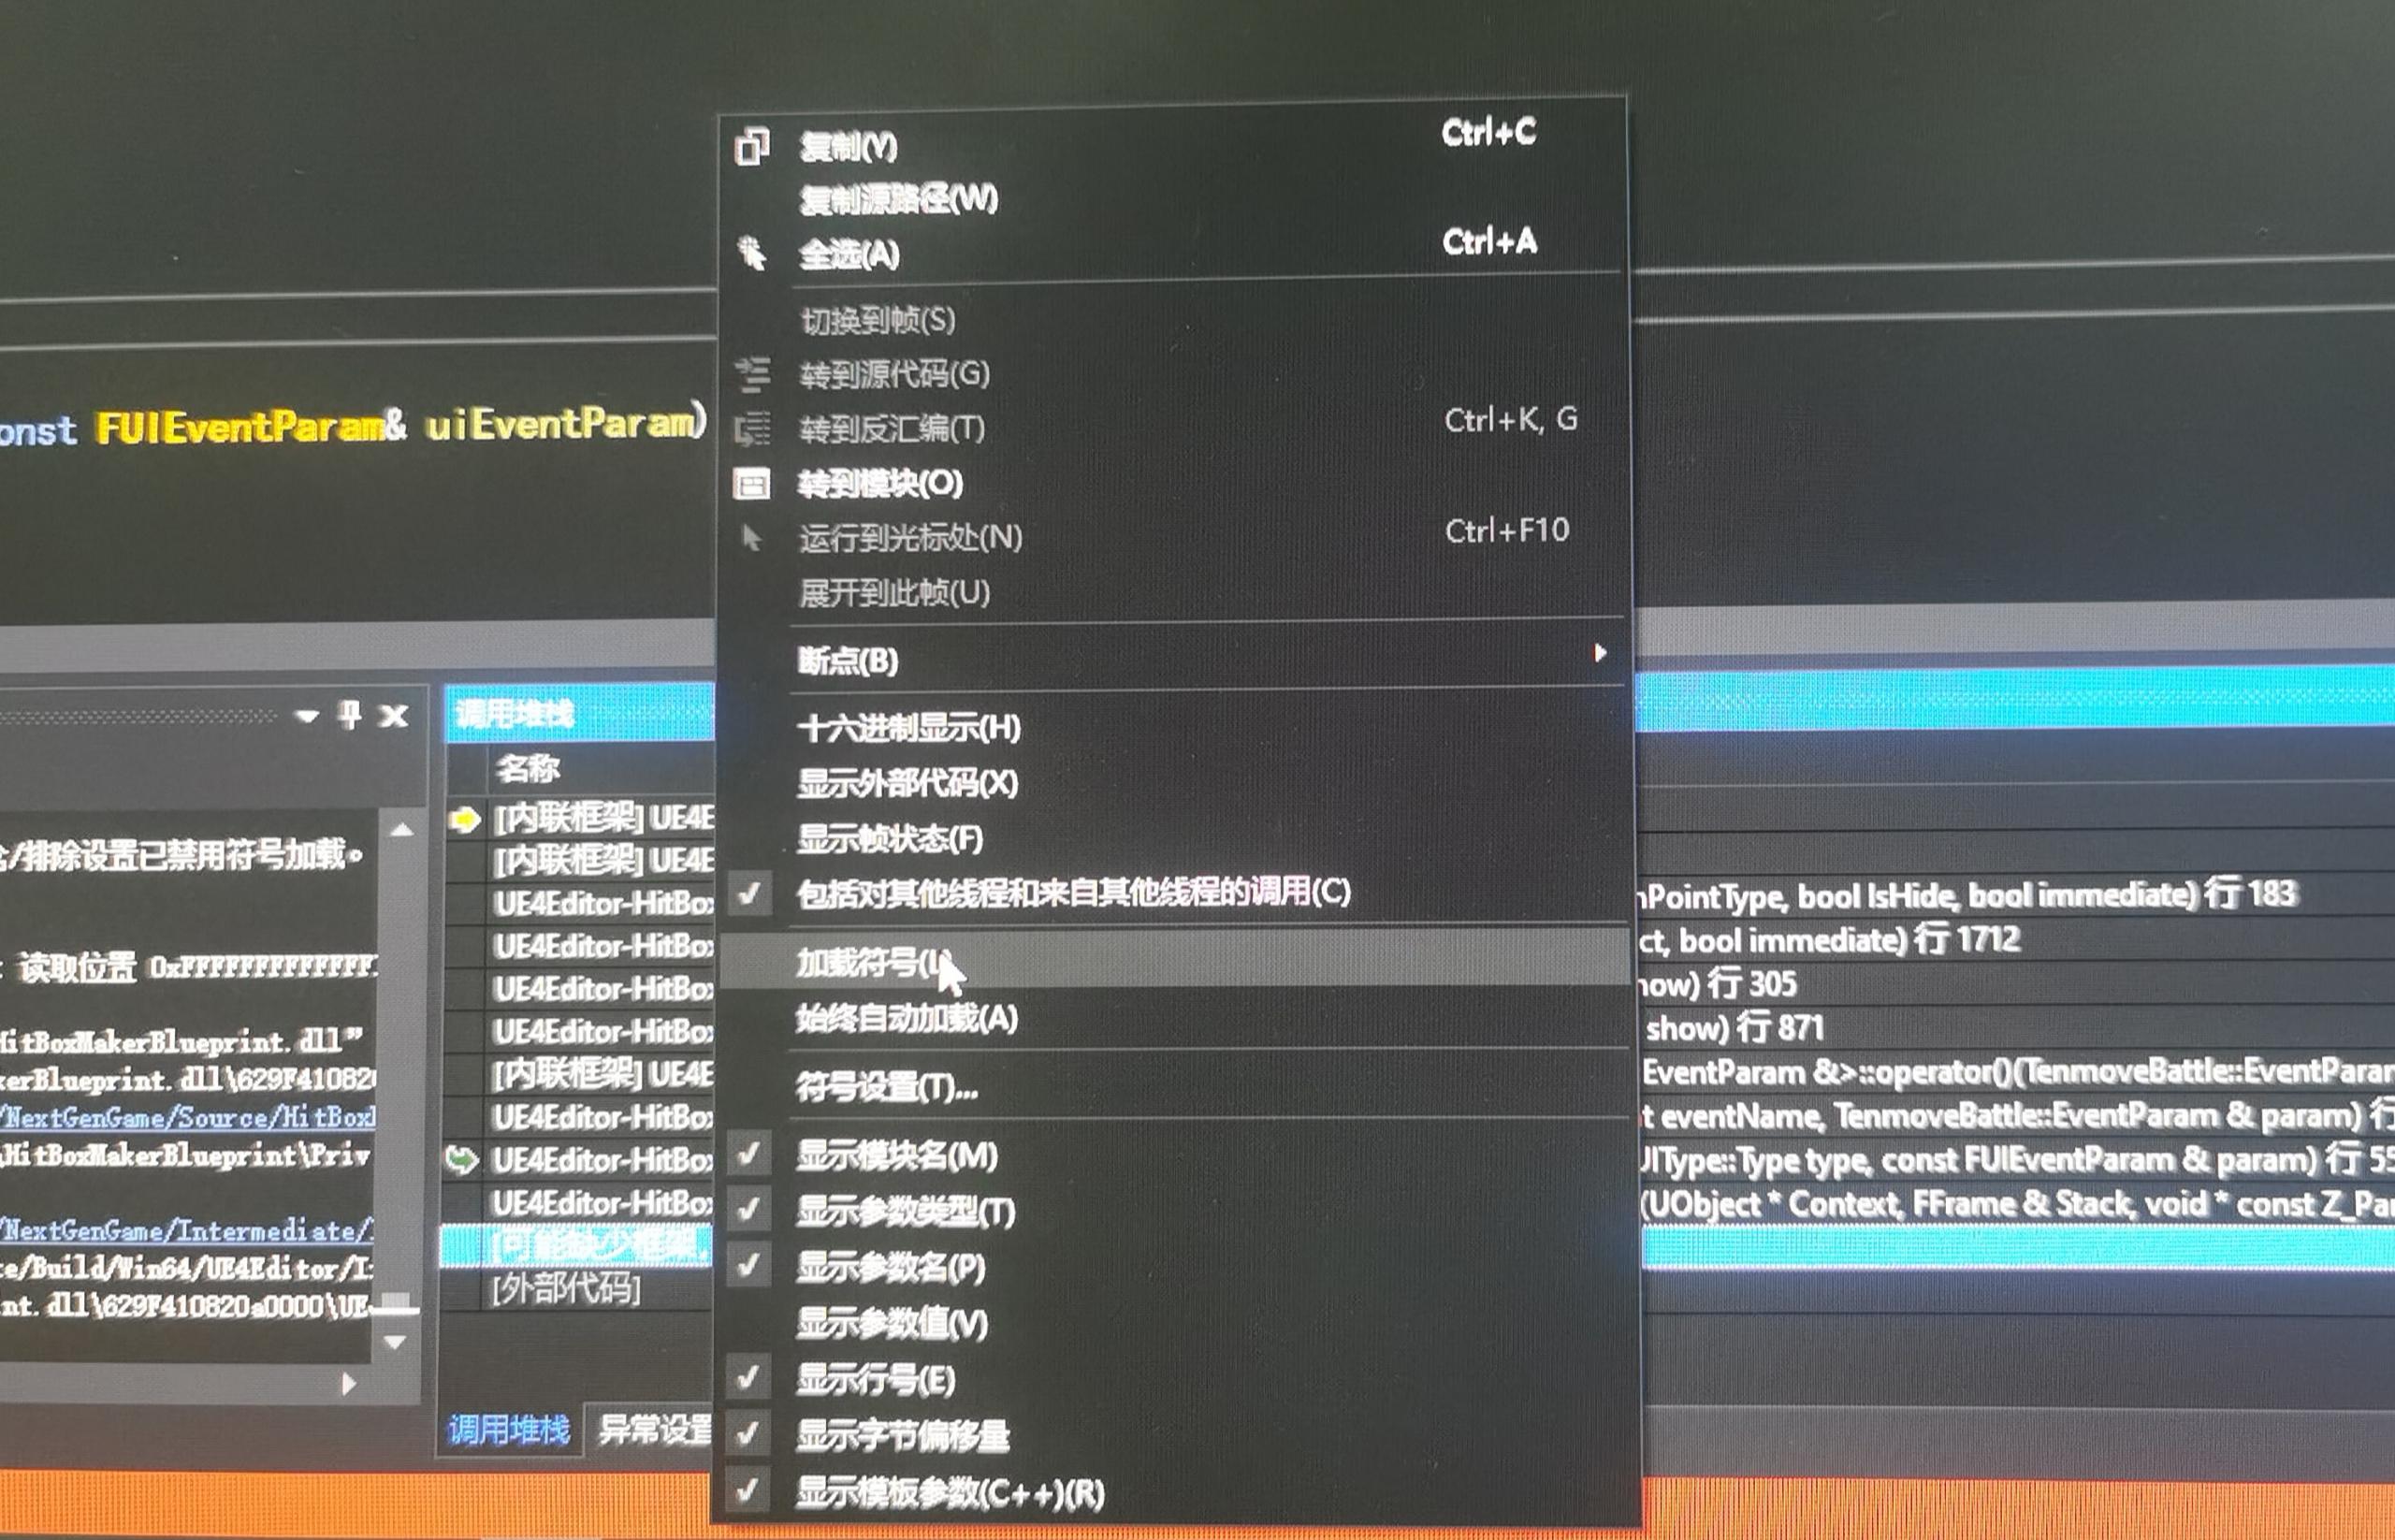 onst FUIEventParam& uiEventParam)
复制(Y) Ctrl+C
复制源路径(W)
全选(A) Ctrl+A
切换到帧(S)
转到源代码(G)
转到反汇编(T) Ctrl+K, G
转到模块(O)
运行到光标处(N) Ctrl+F10
展开到此帧(U)
断点(B)
十六进制显示(H)
显示外部代码(X)
显示帧状态(F)
包括对其他线程和来自其他线程的调用(C)
加载符号(L)
始终自动加载(A)
符号设置(T)...
显示模块名(M)
显示参数类型(T)
显示参数名(P)
显示参数值(V)
显示行号(E)
显示字节偏移量
显示模板参数(C++)(R)
/排除设置已禁用符号加载。
: 读取位置 0xFFFFFFFFFFFFF
HitBoxMakerBlueprint.dll”
kerBlueprint.dll\629F41082
/NextGenGame/Source/HitBox
\HitBoxMakerBlueprint\Priv
/NextGenGame/Intermediate/
te/Build/Win64/UE4Editor/I
nt.dll\629F410820a0000\UE
调用堆栈
名称
[内联框架] UE4E
[内联框架] UE4E
UE4Editor-HitBo
UE4Editor-HitBo
UE4Editor-HitBo
UE4Editor-HitBo
[内联框架] UE4E
UE4Editor-HitBo
UE4Editor-HitBo
UE4Editor-HitBo
[可能缺少框架,
[外部代码]
调用堆栈 异常设置
nPointType, bool IsHide, bool immediate) 行 183
ct, bool immediate) 行 1712
how) 行 305
show) 行 871
EventParam &>::operator()(TenmoveBattle::EventParam
t eventName, TenmoveBattle::EventParam & param) 行
UIType::Type type, const FUIEventParam & param) 行 55
(UObject * Context, FFrame & Stack, void * const Z_Pa